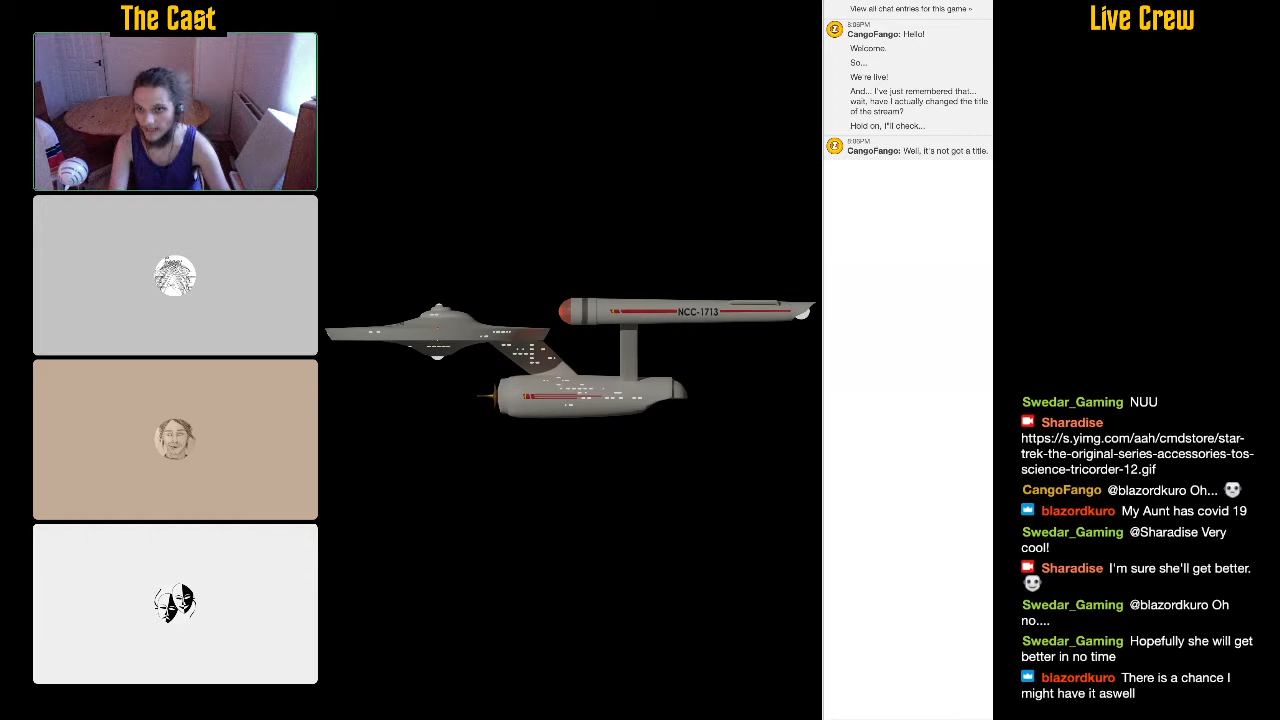 The Cast
NCC-1713
View all chat entries for this game »
8:06PM
CangoFango: Hello!
Welcome.
So...
We're live!
And... I've just remembered that...
wait, have I actually changed the title
of the stream?
Hold on, I"ll check...
8:06PM
CangoFango: Well, it's not got a title.
Live Crew
Swedar_Gaming NUU
Sharadise
https://s.yimg.com/aah/cmdstore/star-
trek-the-original-series-accessories-tos-
science-tricorder-12.gif
CangoFango @blazordkuro Oh...
blazordkuro My Aunt has covid 19
Swedar_Gaming @Sharadise Very
cool!
Sharadise I'm sure she'll get better.
Swedar_Gaming @blazordkuro Oh
no....
Swedar_Gaming Hopefully she will get
better in no time
blazordkuro There is a chance I
might have it aswell